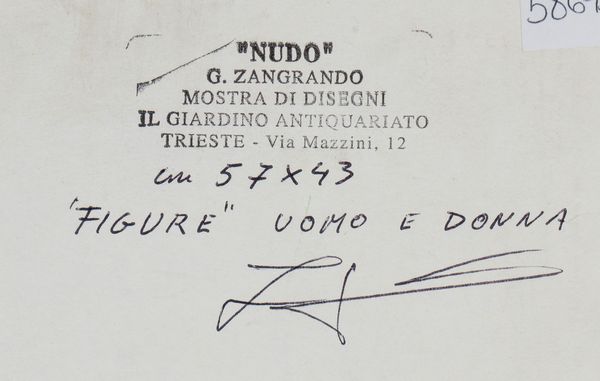 "NUDO"
G. ZANGRANDO
MOSTRA DI DISEGNI
IL GIARDINO ANTIQUARIATO
TRIESTE - Via Mazzini, 12
cm 57x43
"FIGURE" UOMO E DONNA